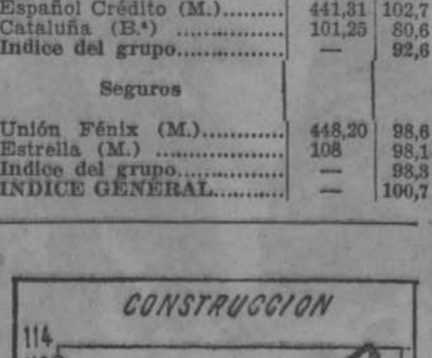 Español Crédito (M.)......... 441,31 102,7
Cataluña (B.ª) ............... 101,25 80,6
Indice del grupo............ — 92,6
Seguros
Unión Fénix (M.)............ 448,20 98,6
Estrella (M.) ................ 108 98,1
Indice del grupo............ — 98,3
INDICE GENERAL.......... — 100,7
CONSTRUCCION
114